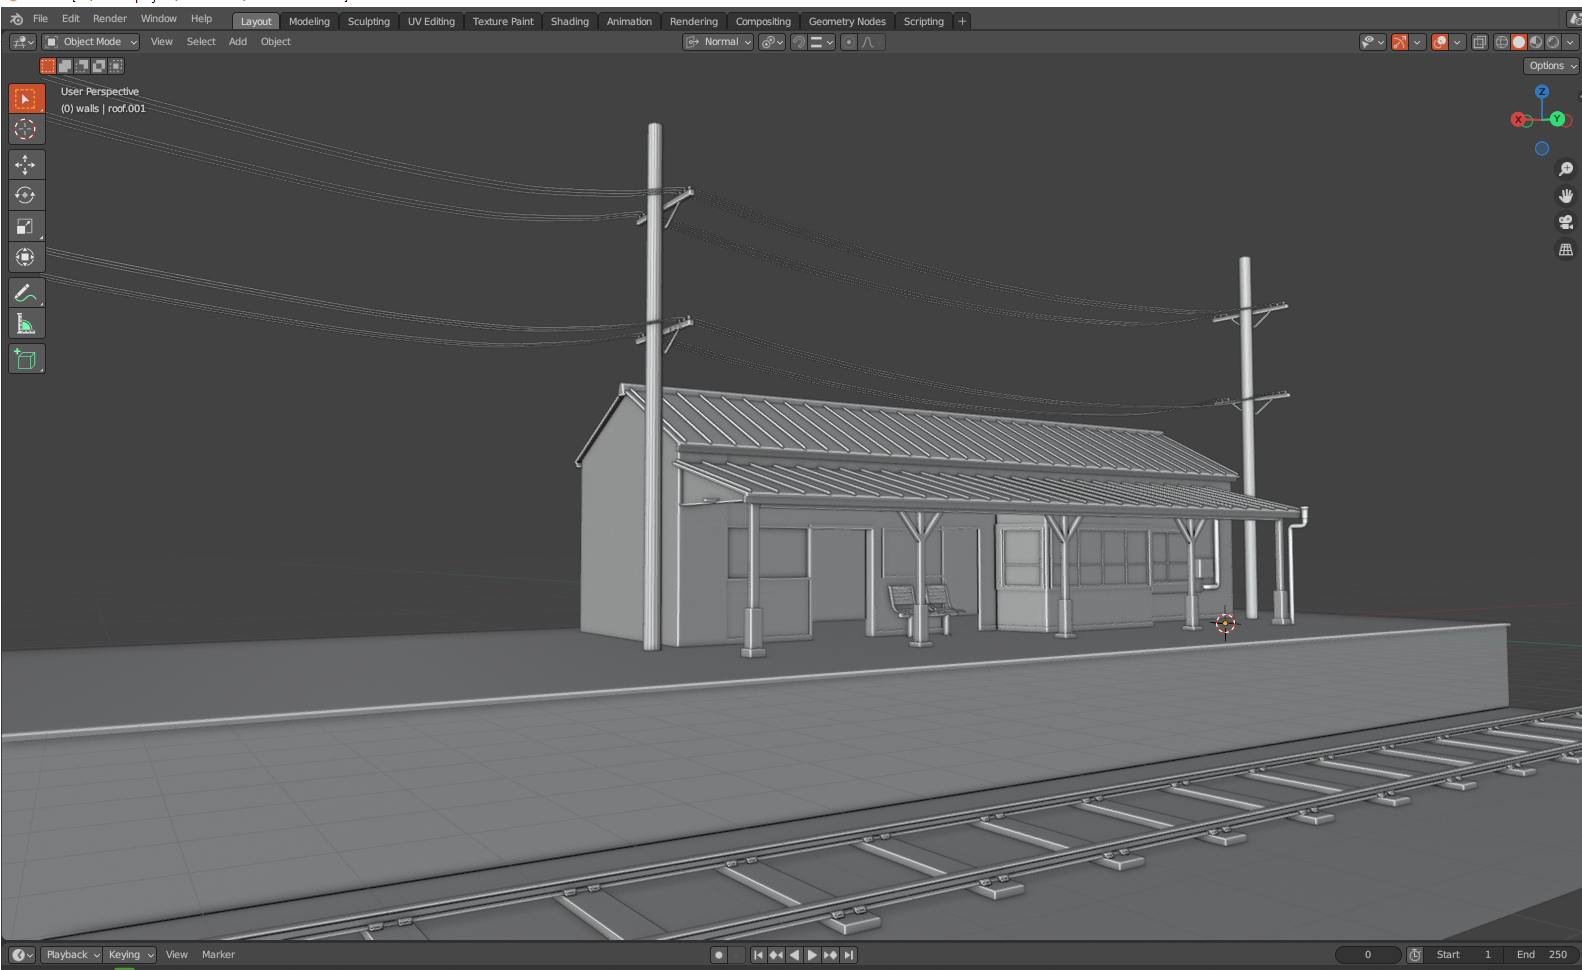 File Edit Render Window Help Layout Modeling Sculpting UV Editing Texture Paint Shading Animation Rendering Compositing Geometry Nodes Scripting +
Object Mode View Select Add Object Normal
Options
User Perspective
(0) walls | roof.001
Z
X Y
Playback Keying View Marker 0 Start 1 End 250